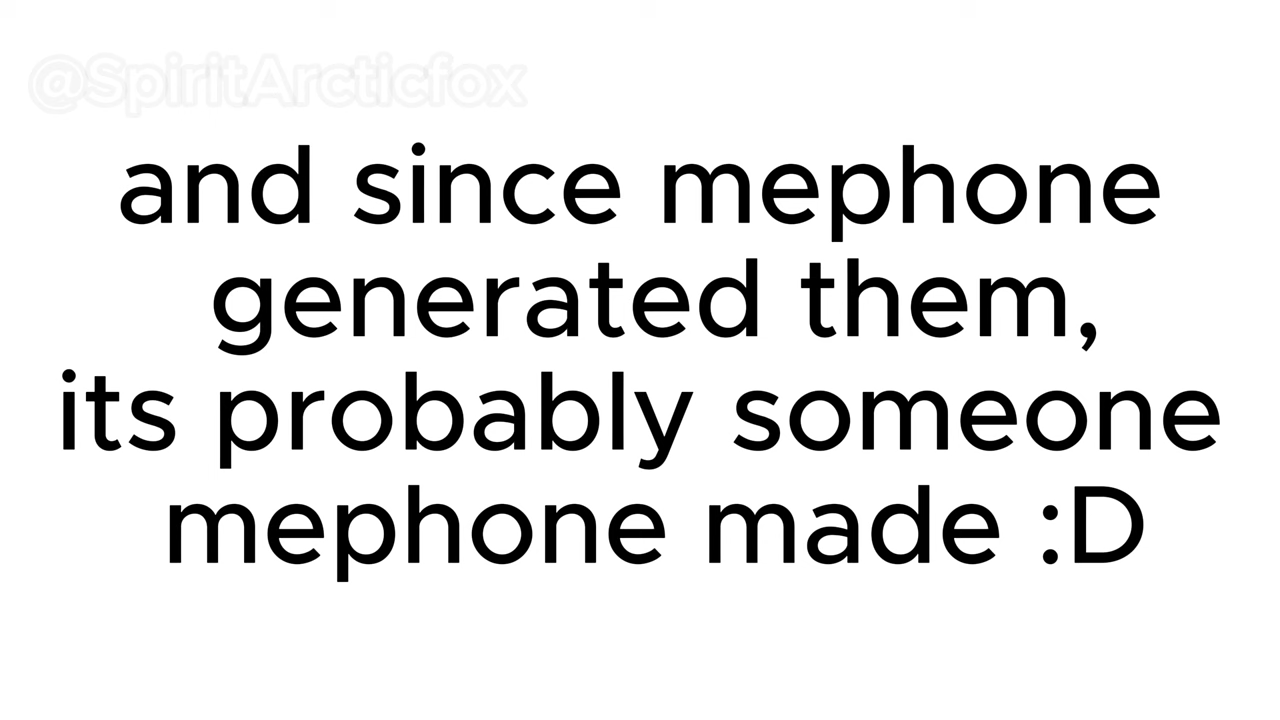 @SpiritArcticfox
and since mephone
generated them,
its probably someone
mephone made :D